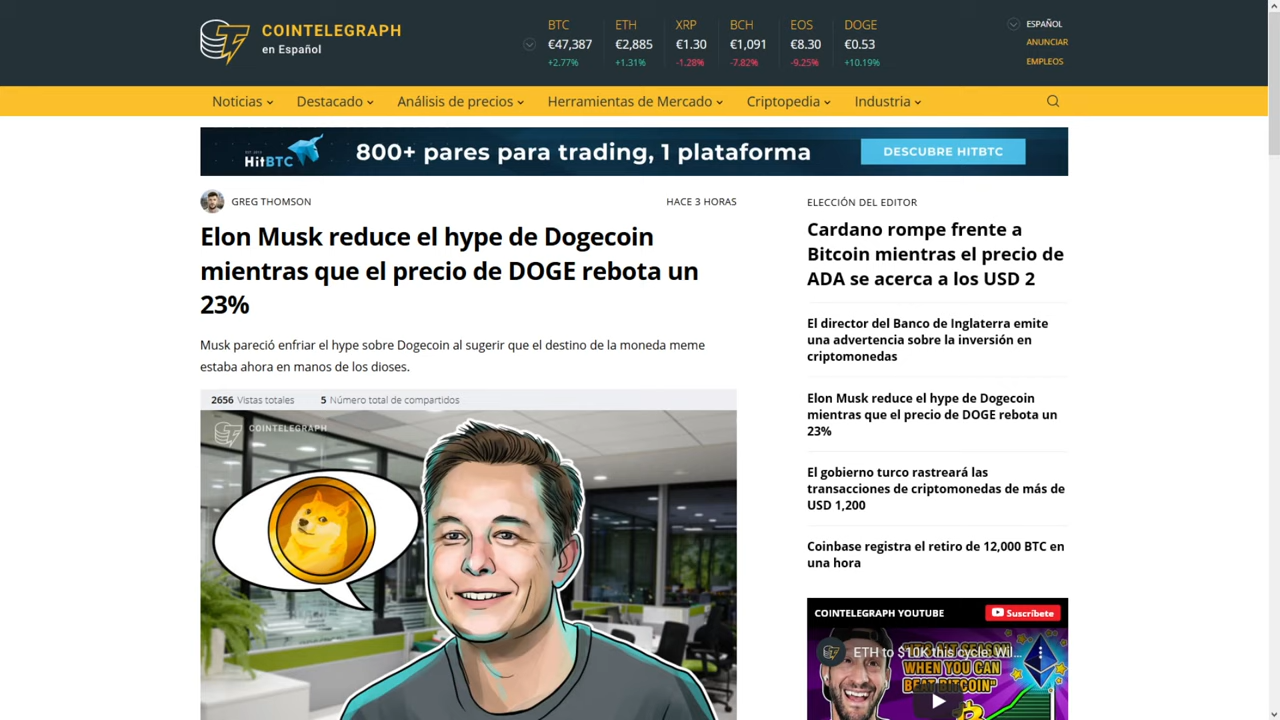 COINTELEGRAPH
en Español
BTC
€47,387
+2.77%
ETH
€2,885
+1.31%
XRP
€1.30
-1.28%
BCH
€1,091
-7.82%
EOS
€8.30
-9.25%
DOGE
€0.53
+10.19%
ESPAÑOL
ANUNCIAR
EMPLEOS
Noticias
Destacado
Análisis de precios
Herramientas de Mercado
Criptopedia
Industria
HitBTC
800+ pares para trading, 1 plataforma
DESCUBRE HITBTC
GREG THOMSON
HACE 3 HORAS
Elon Musk reduce el hype de Dogecoin
mientras que el precio de DOGE rebota un
23%
Musk pareció enfriar el hype sobre Dogecoin al sugerir que el destino de la moneda meme
estaba ahora en manos de los dioses.
2656 Vistas totales
5 Número total de compartidos
COINTELEGRAPH
ELECCIÓN DEL EDITOR
Cardano rompe frente a
Bitcoin mientras el precio de
ADA se acerca a los USD 2
El director del Banco de Inglaterra emite
una advertencia sobre la inversión en
criptomonedas
Elon Musk reduce el hype de Dogecoin
mientras que el precio de DOGE rebota un
23%
El gobierno turco rastreará las
transacciones de criptomonedas de más de
USD 1,200
Coinbase registra el retiro de 12,000 BTC en
una hora
COINTELEGRAPH YOUTUBE
Suscríbete
ETH to $10K this cycle: Wil...
WHEN YOU CAN
BEAT BITCOIN"